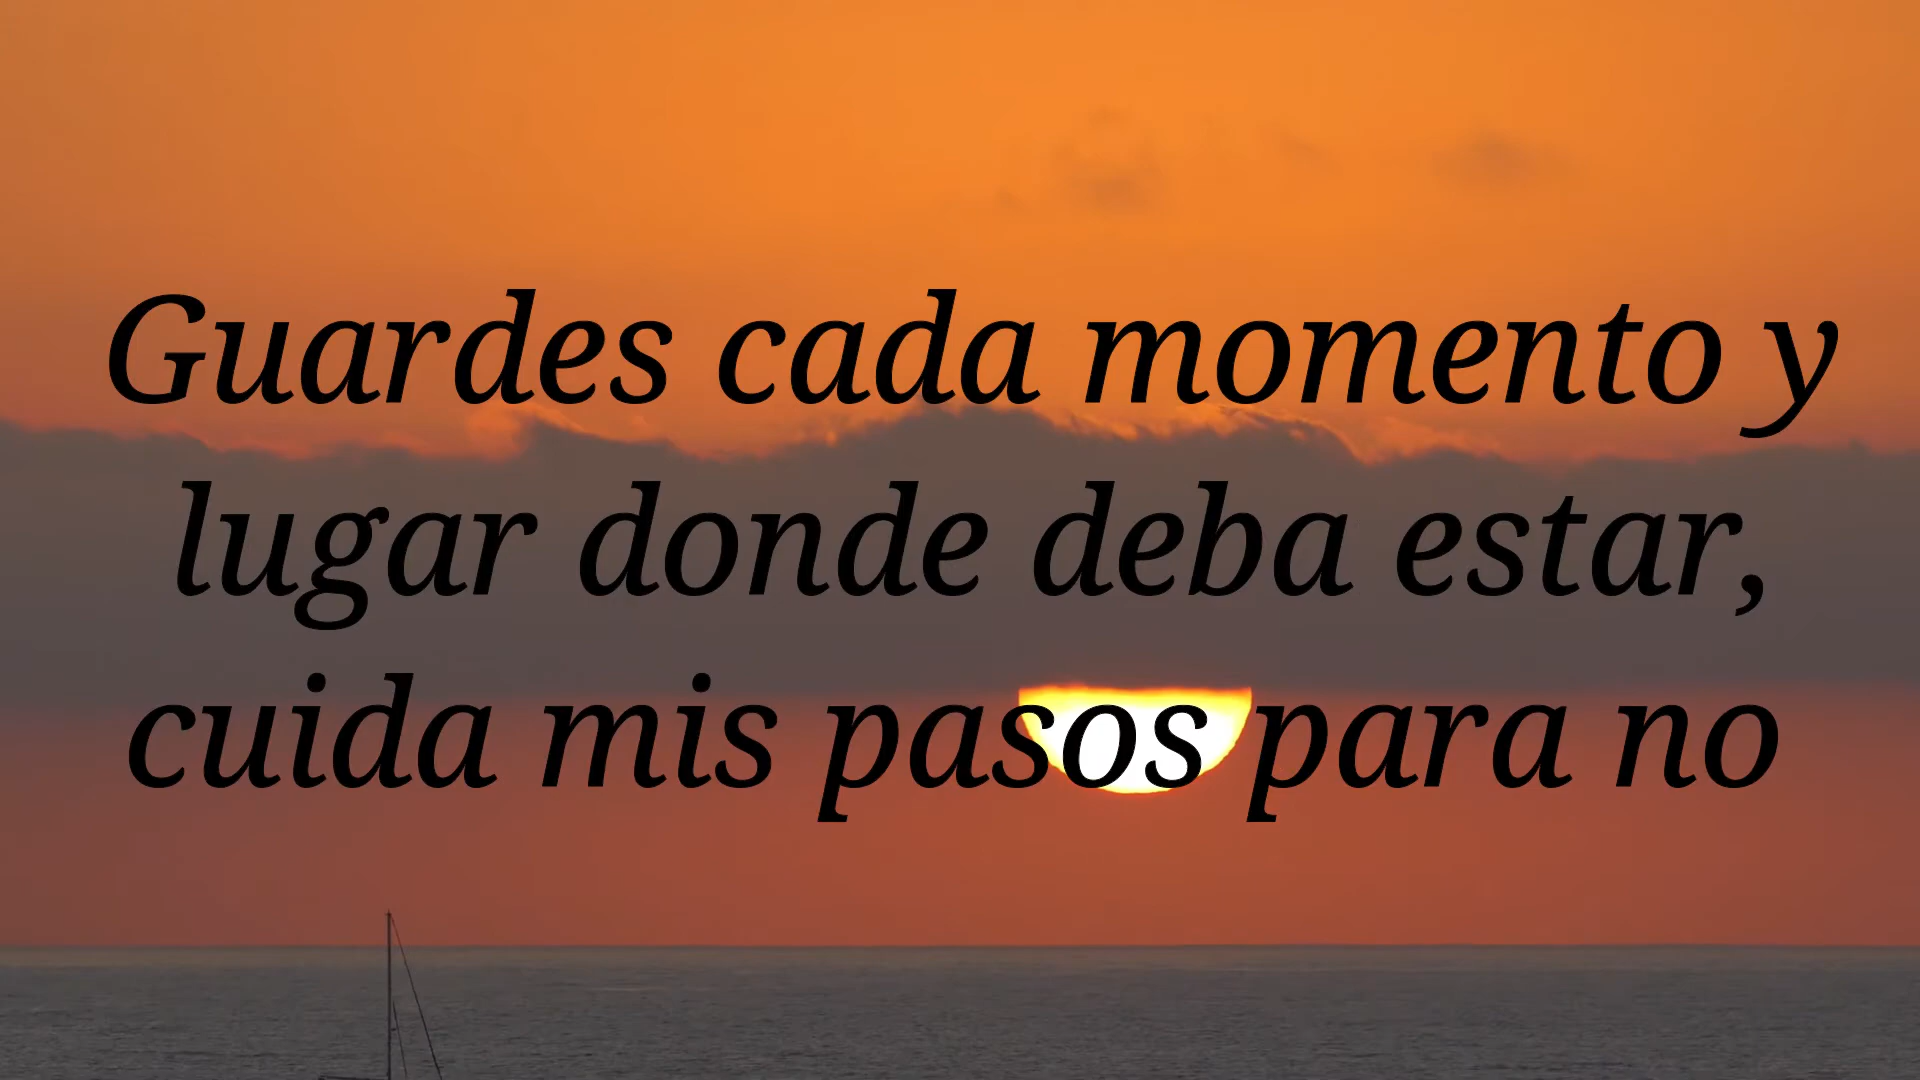 Guardes cada momento y
lugar donde deba estar,
cuida mis pasos para no